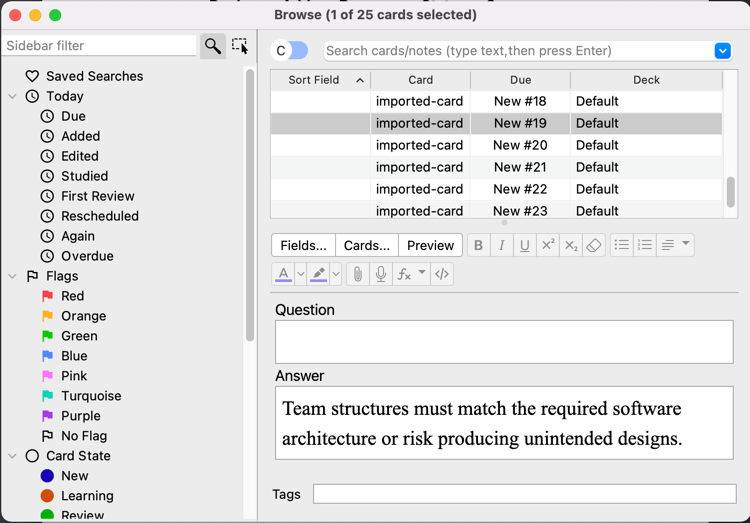 Browse (1 of 25 cards selected)
Sidebar filter
C
Search cards/notes (type text,then press Enter)
Saved Searches
Today
Due
Added
Edited
Studied
First Review
Rescheduled
Again
Overdue
Flags
Red
Orange
Green
Blue
Pink
Turquoise
Purple
No Flag
Card State
New
Learning
Review
Sort Field Card Due Deck
imported-card New #18 Default
imported-card New #19 Default
imported-card New #20 Default
imported-card New #21 Default
imported-card New #22 Default
imported-card New #23 Default
Fields... Cards... Preview B I U x² x₂
A fx </>
Question
Answer
Team structures must match the required software
architecture or risk producing unintended designs.
Tags